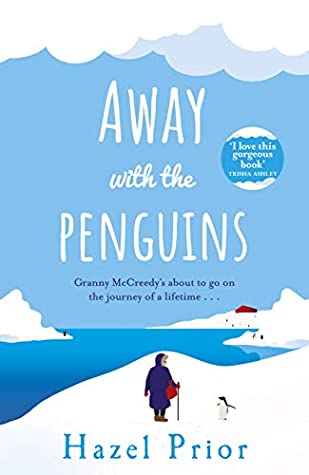 AWAY
with the
PENGUINS
'I love this
gorgeous
book'
TRISHA ASHLEY
Granny McCreedy's about to go on
the journey of a lifetime . . .
Hazel Prior